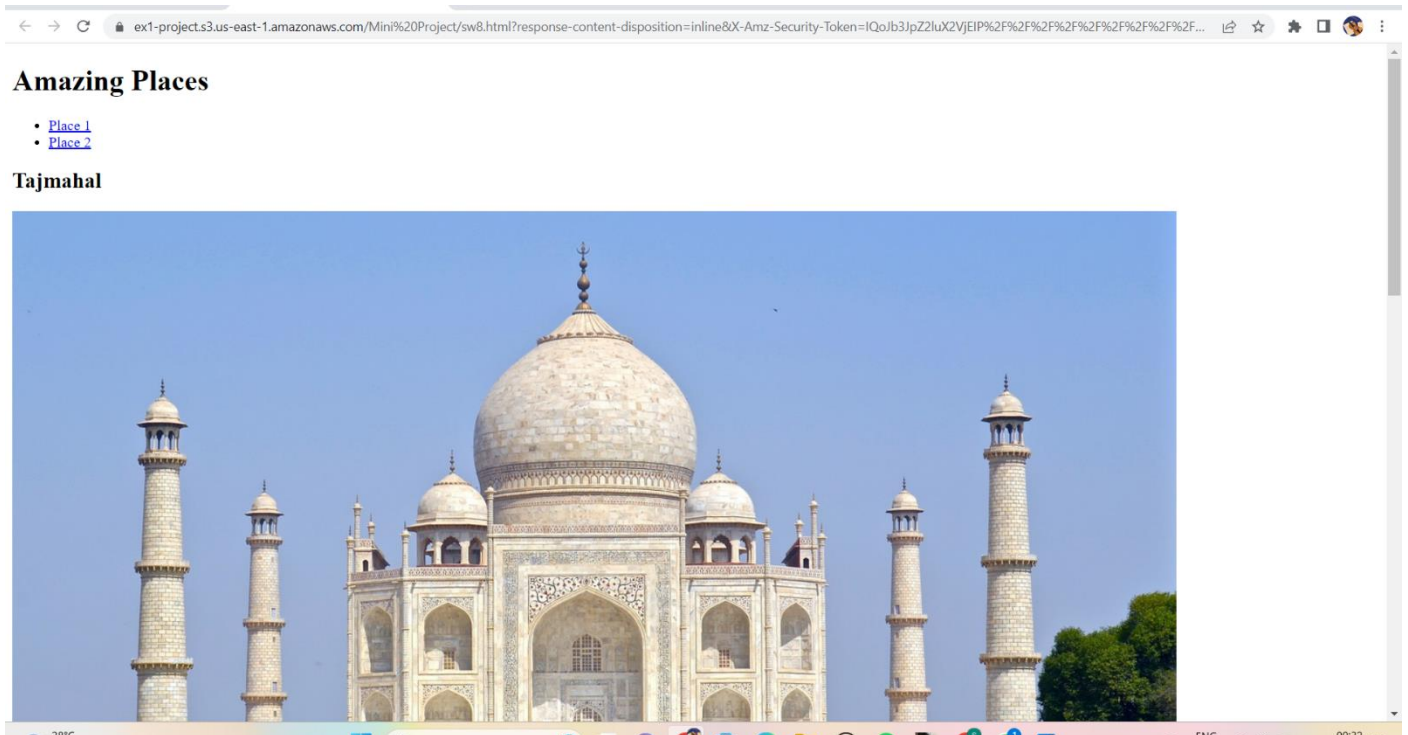 ex1-project.s3.us-east-1.amazonaws.com/Mini%20Project/sw8.html?response-content-disposition=inline&X-Amz-Security-Token=IQoJb3JpZ2luX2VjEIP%2F%2F%2F%2F%2F%2F%2F%2F%2F...
Amazing Places
• Place 1
• Place 2
Tajmahal